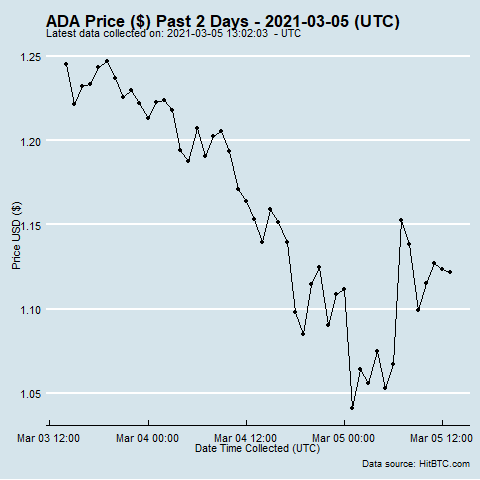 ADA Price ($) Past 2 Days - 2021-03-05 (UTC)
Latest data collected on: 2021-03-05 13:02:03 - UTC
1.25
1.20
1.15
1.10
1.05
Price USD ($)
Mar 03 12:00 Mar 04 00:00 Mar 04 12:00 Mar 05 00:00 Mar 05 12:00
Date Time Collected (UTC)
Data source: HitBTC.com